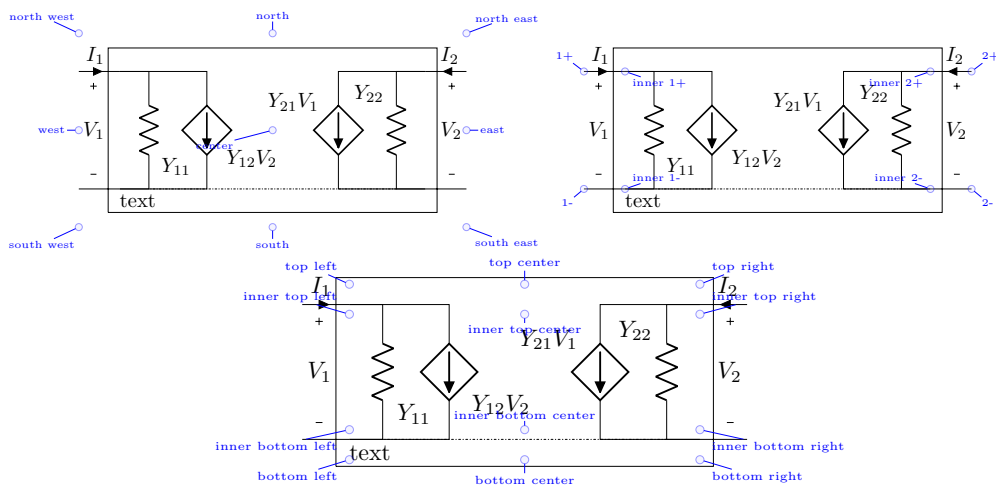 north west
north
north east
I₁
I₂
+
+
west
V₁
Y₂₁V₁
Y₂₂
center
Y₁₂V₂
Y₁₁
V₂
east
-
-
text
south west
south
south east
1+
I₁
inner 1+
inner 2+
I₂
2+
+
+
V₁
Y₂₁V₁
Y₂₂
Y₁₁
Y₁₂V₂
V₂
-
-
inner 1-
inner 2-
1-
text
2-
top left
top center
top right
I₁
I₂
inner top left
inner top right
+
+
inner top center
Y₂₁V₁
Y₂₂
V₁
V₂
Y₁₁
Y₁₂V₂
inner bottom center
-
-
inner bottom left
inner bottom right
text
bottom left
bottom center
bottom right